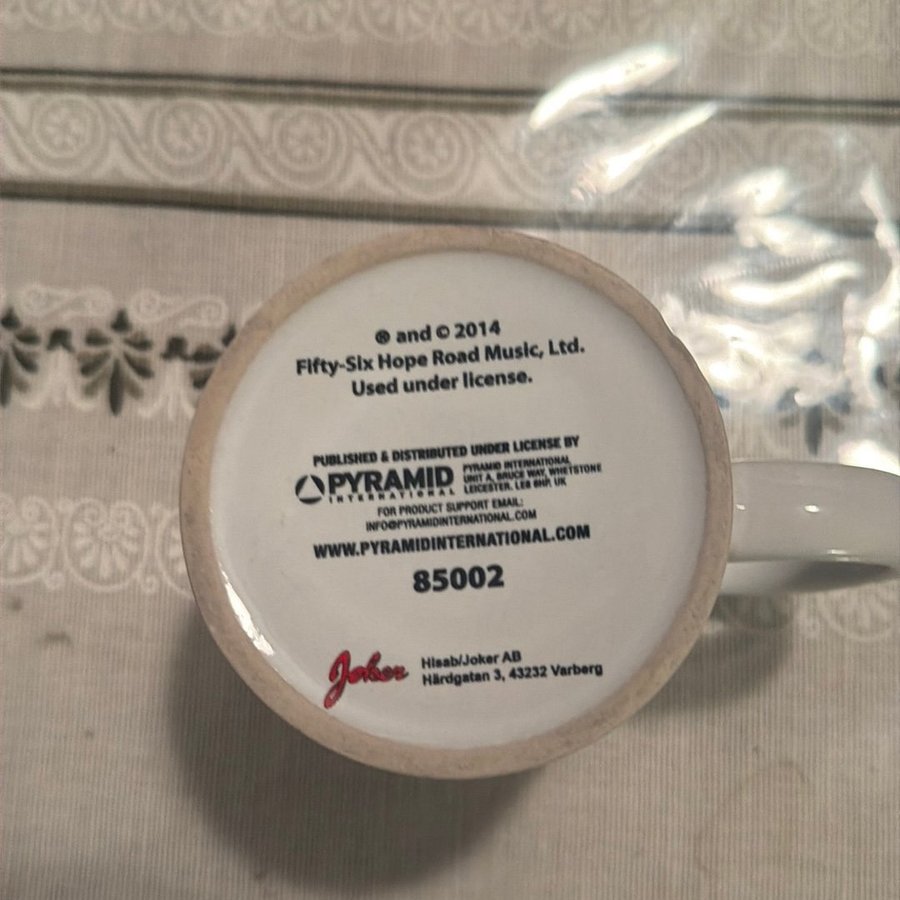 ® and © 2014
Fifty-Six Hope Road Music, Ltd.
Used under license.
PUBLISHED & DISTRIBUTED UNDER LICENSE BY
PYRAMID
INTERNATIONAL
PYRAMID INTERNATIONAL
UNIT A, BRUCE WAY, WHETSTONE
LEICESTER, LE8 6HP, UK
FOR PRODUCT SUPPORT EMAIL:
INFO@PYRAMIDINTERNATIONAL.COM
WWW.PYRAMIDINTERNATIONAL.COM
85002
Joker
Hisab/Joker AB
Härdgatan 3, 43232 Varberg